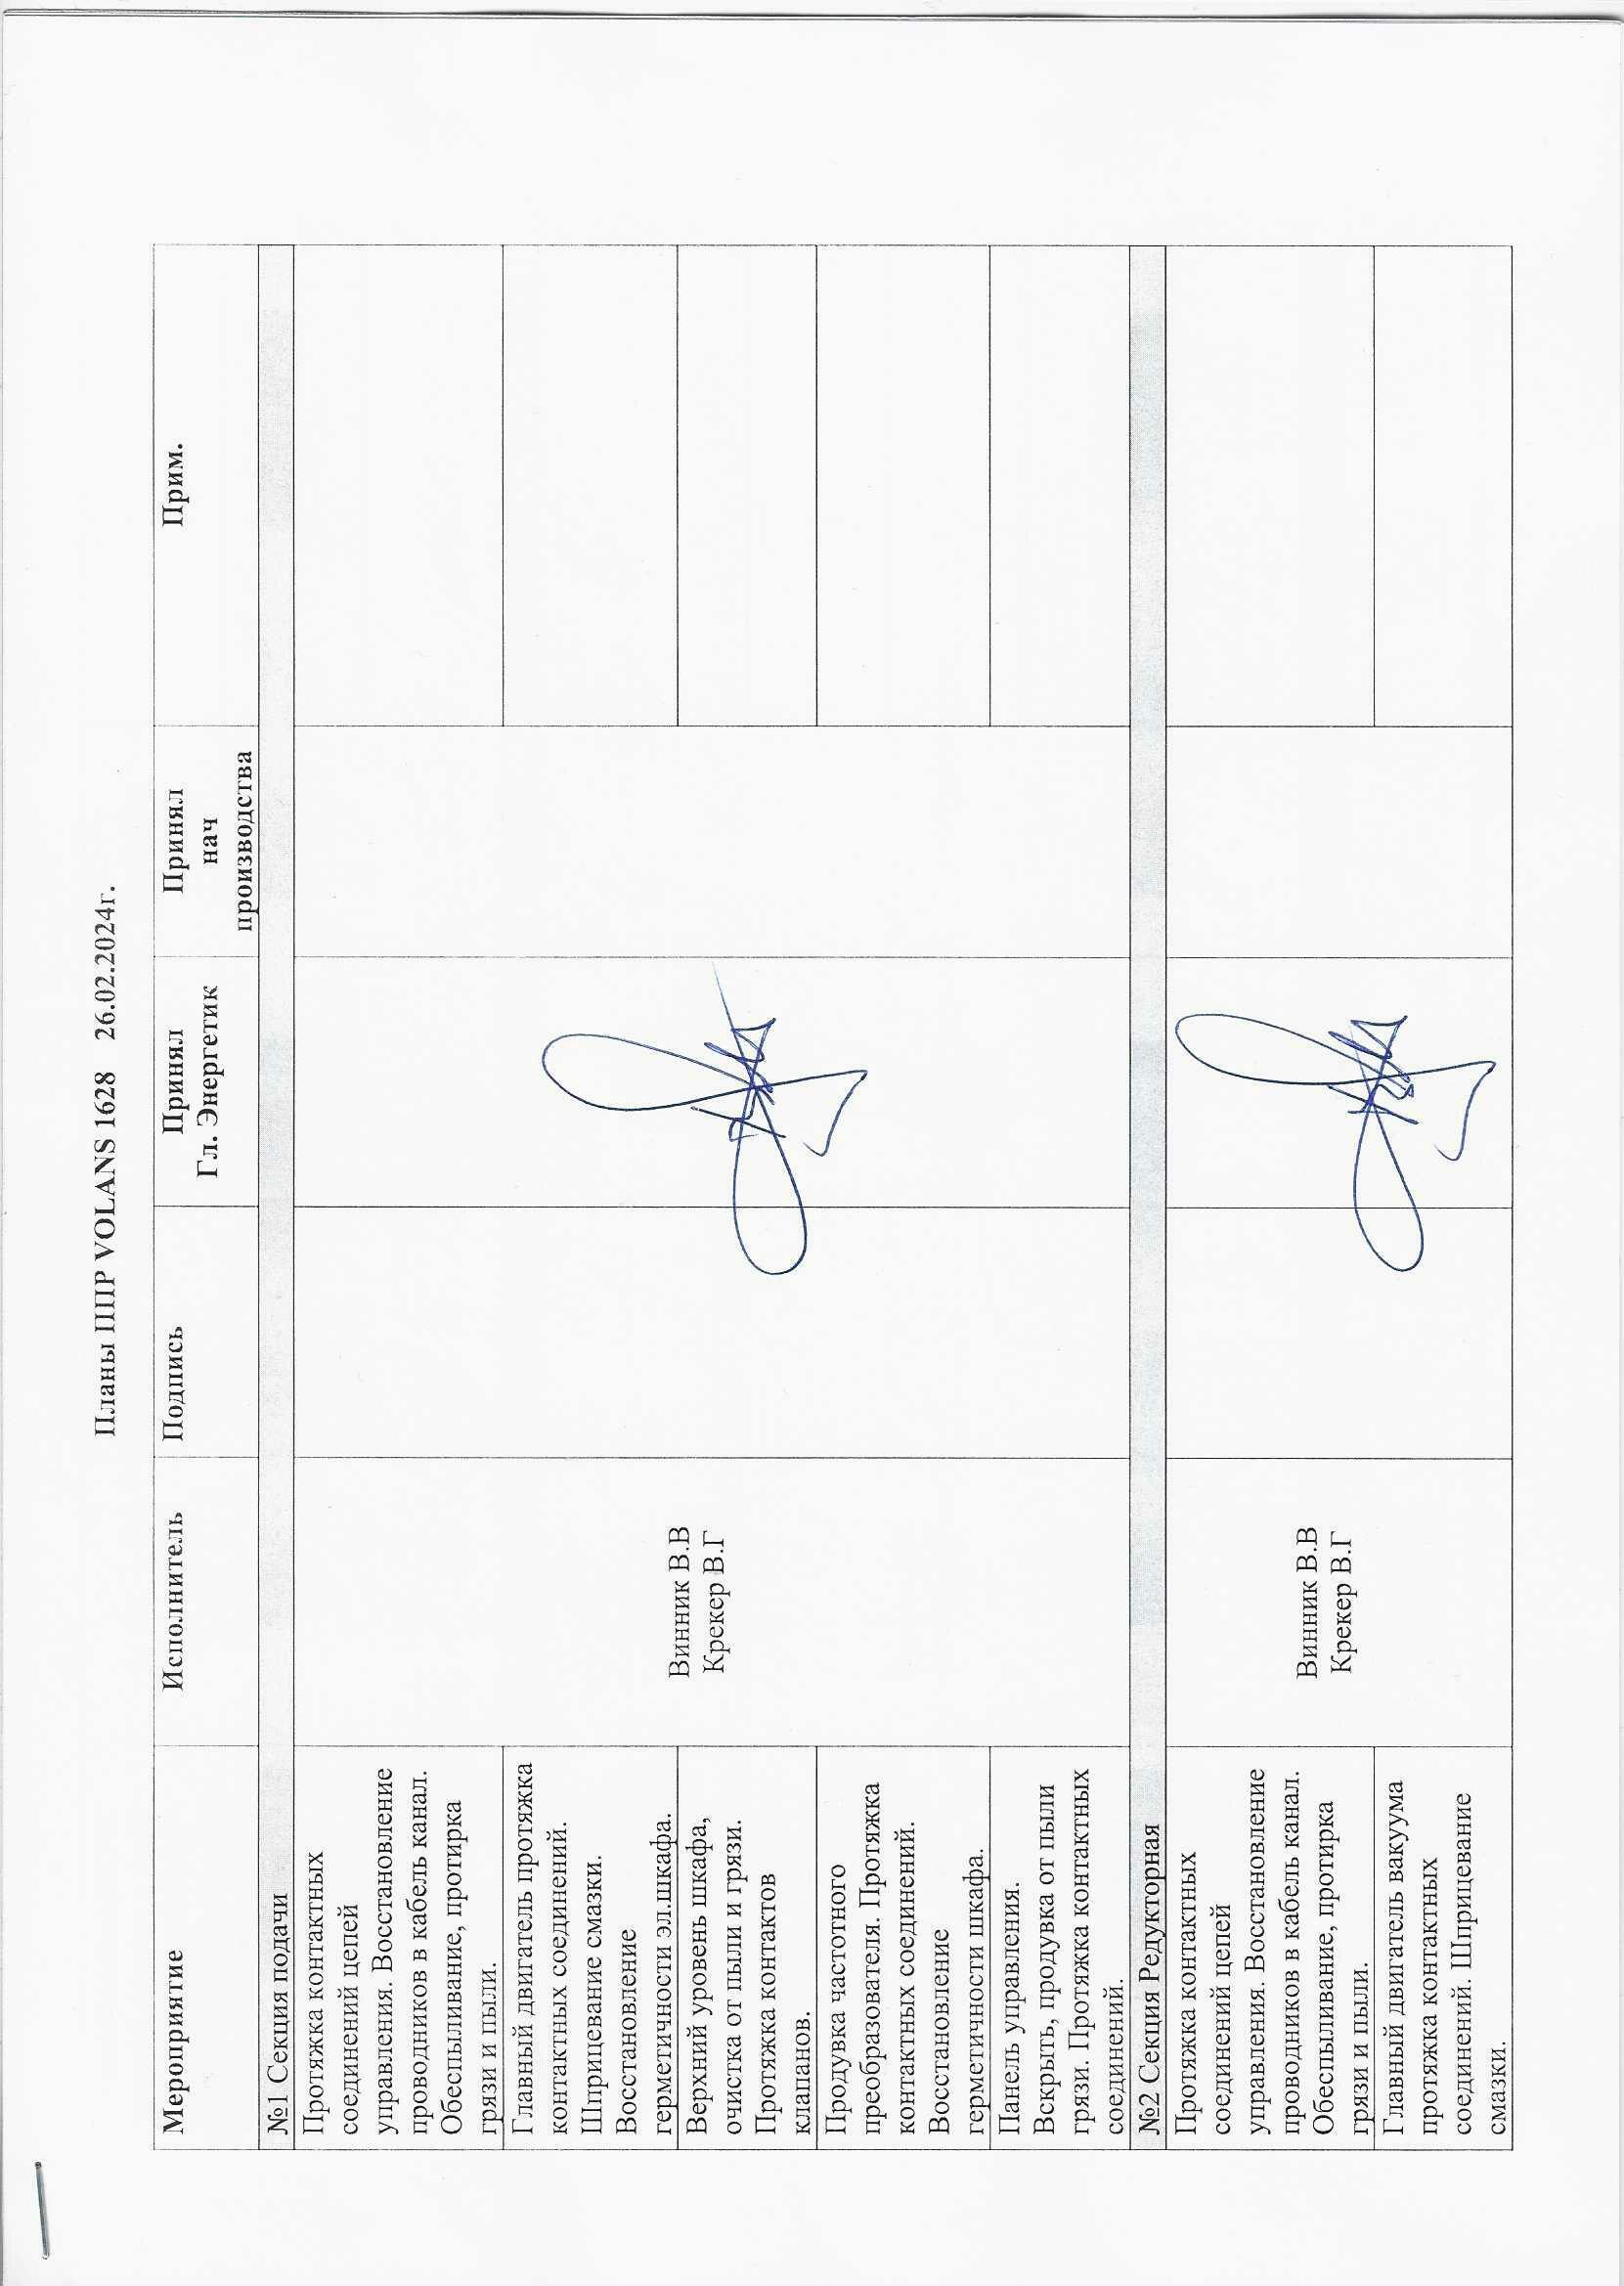 Планы ППР VOLANS 1628 26.02.2024г.
Мероприятие
Исполнитель
Подпись
Принял
Гл. Энергетик
Принял
нач
производства
Прим.
№1 Секция подачи
Протяжка контактных
соединений цепей
управления. Восстановление
проводников в кабель канал.
Обеспыливание, протирка
грязи и пыли.
Главный двигатель протяжка
контактных соединений.
Шприцевание смазки.
Восстановление
герметичности эл.шкафа.
Верхний уровень шкафа,
очистка от пыли и грязи.
Протяжка контактов
клапанов.
Продувка частотного
преобразователя. Протяжка
контактных соединений.
Восстановление
герметичности шкафа.
Панель управления.
Вскрыть, продувка от пыли
грязи. Протяжка контактных
соединений.
Винник В.В
Крекер В.Г
№2 Секция Редукторная
Протяжка контактных
соединений цепей
управления. Восстановление
проводников в кабель канал.
Обеспыливание, протирка
грязи и пыли.
Главный двигатель вакуума
протяжка контактных
соединений. Шприцевание
смазки.
Винник В.В
Крекер В.Г